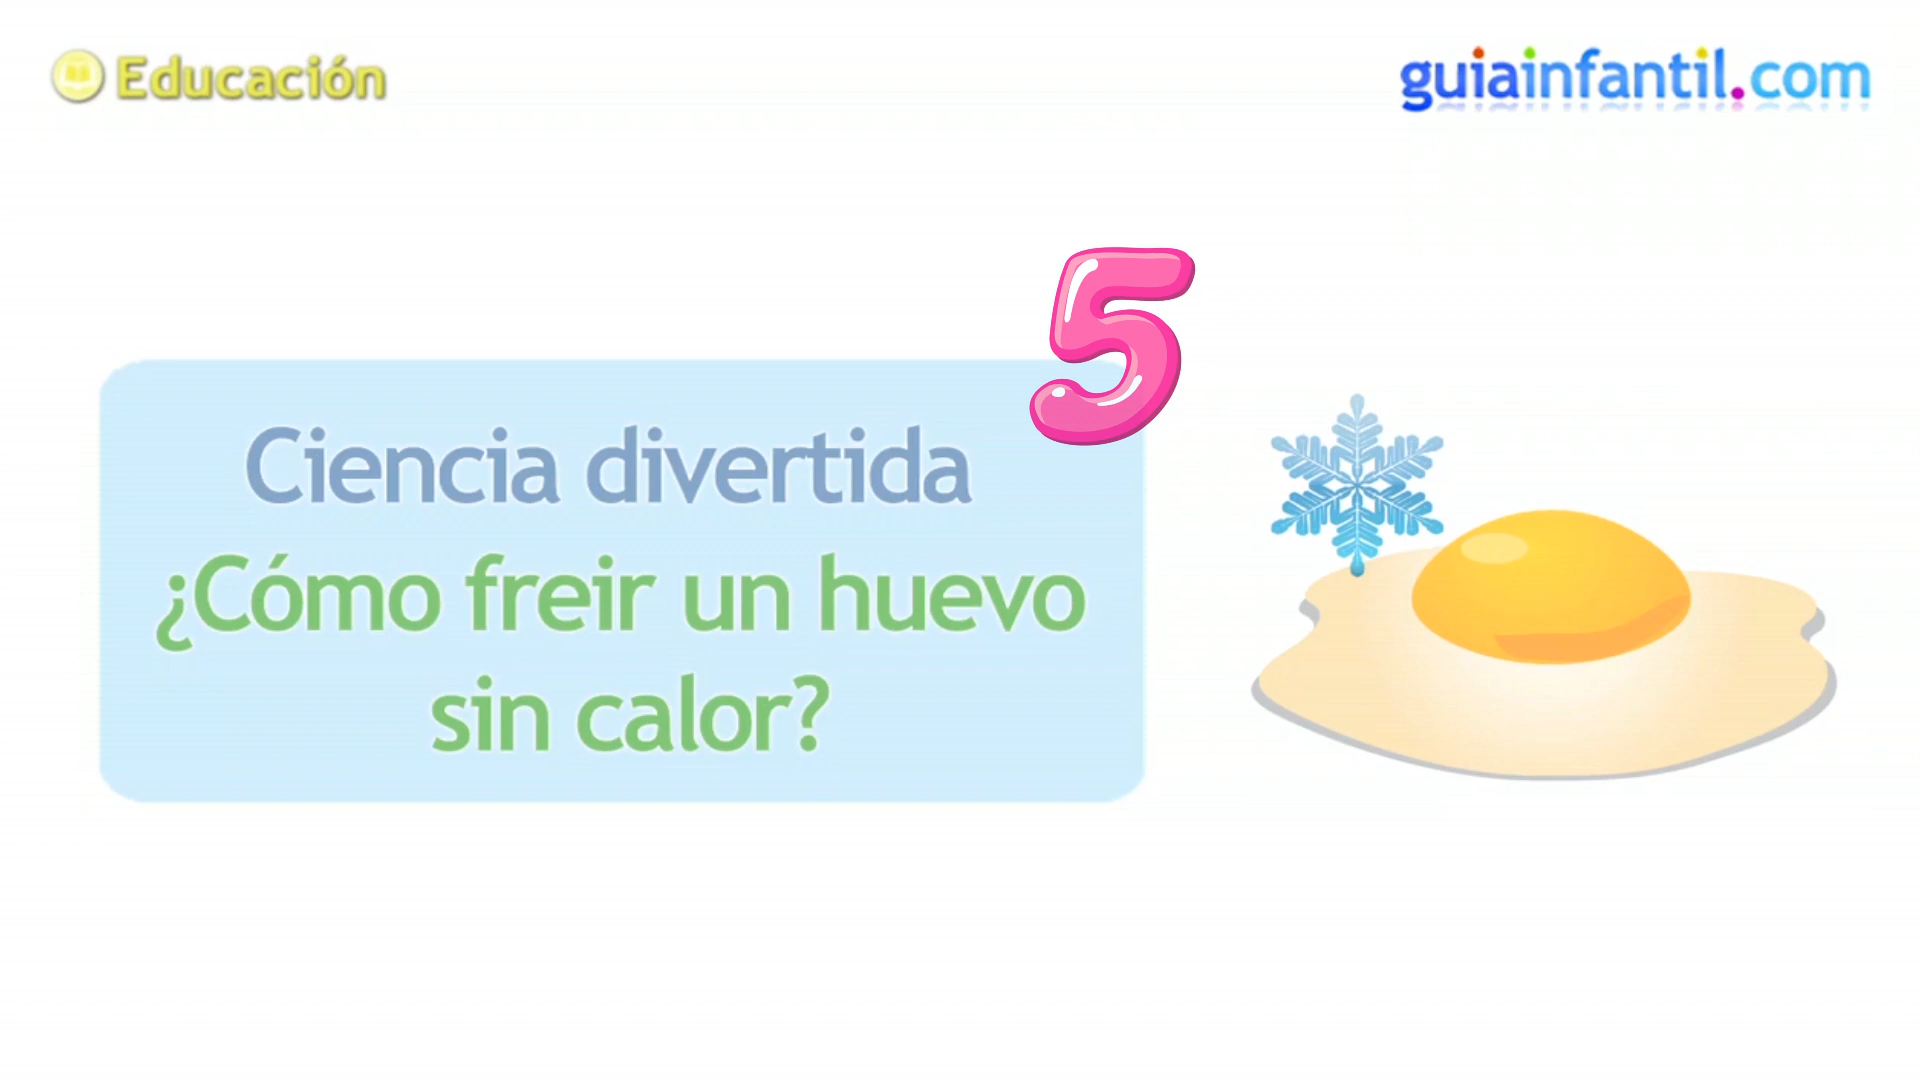 Educación
guiainfantil.com
5
Ciencia divertida
¿Cómo freir un huevo
sin calor?